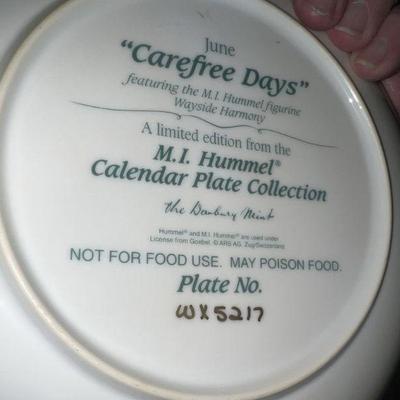 June
"Carefree Days"
featuring the M.I. Hummel figurine
Wayside Harmony
A limited edition from the
M.I. Hummel®
Calendar Plate Collection
the Danbury Mint
Hummel® and M.I. Hummel® are used under
License from Goebel. © ARS AG. Zug/Switzerland
NOT FOR FOOD USE. MAY POISON FOOD.
Plate No.
WX5217